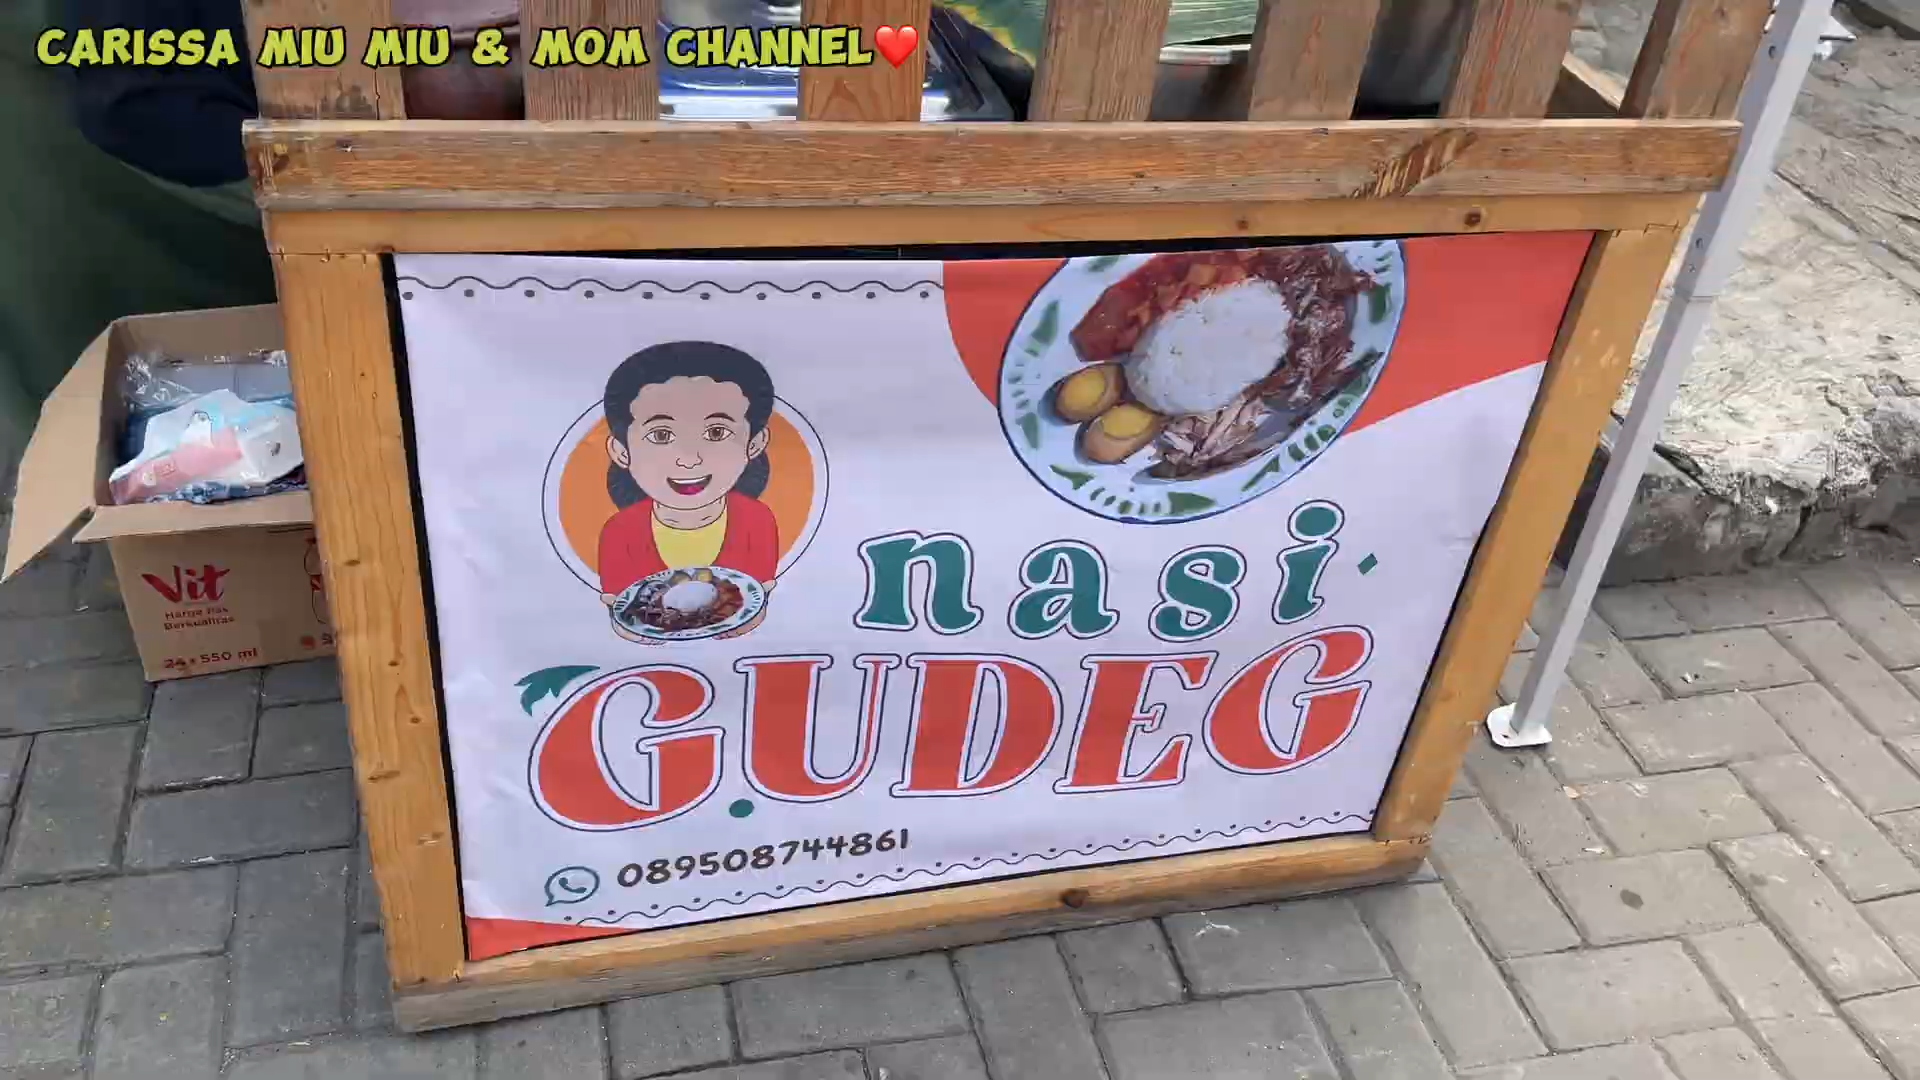 CARISSA MIU MIU & MOM CHANNEL❤️
nasi
GUDEG
089508744861
Vit
Harga Pas
Berkualitas
24 x 550 ml